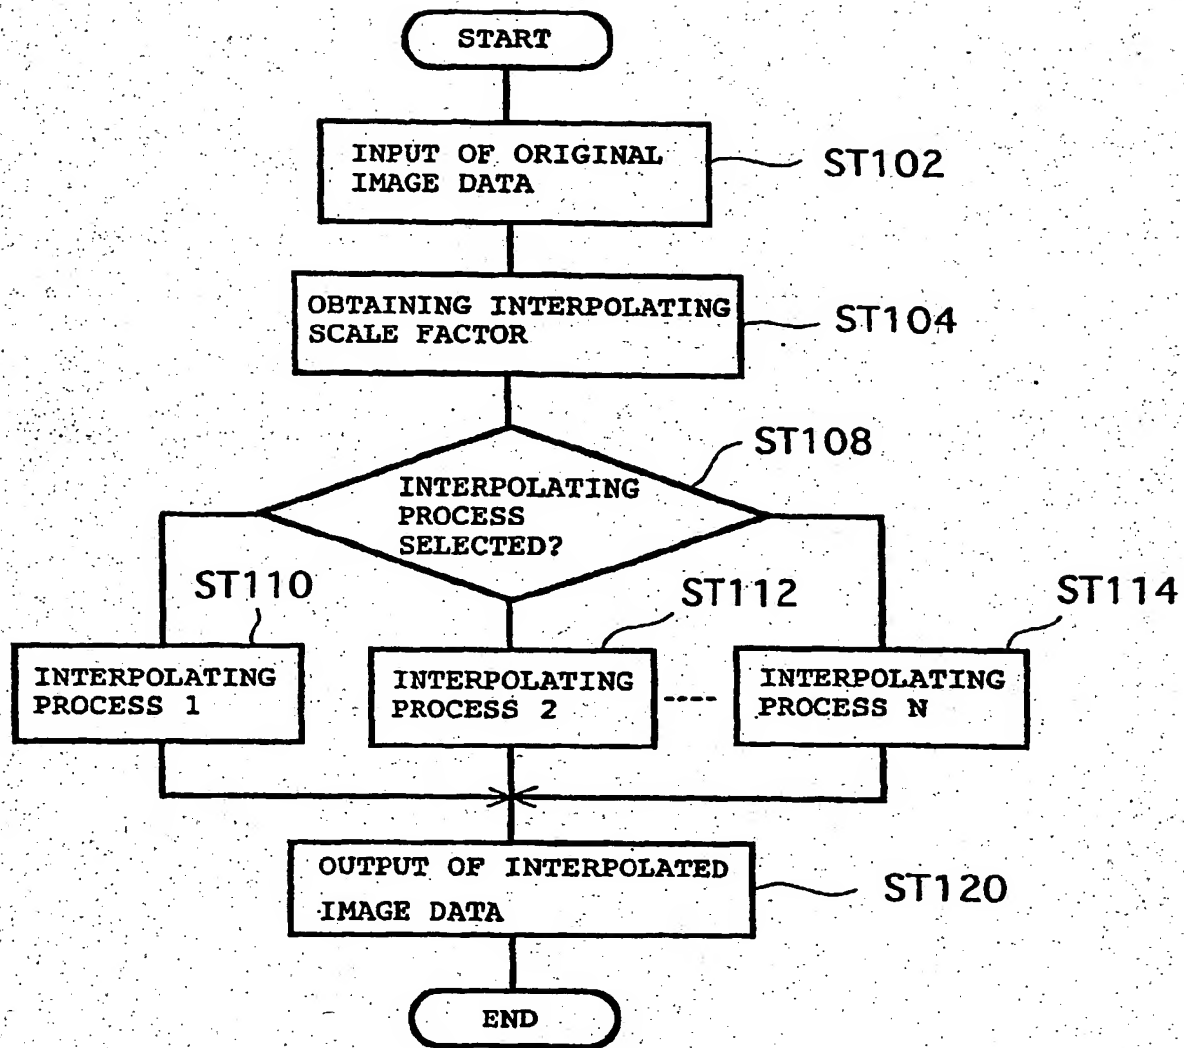 START
INPUT OF ORIGINAL
IMAGE DATA
ST102
OBTAINING INTERPOLATING
SCALE FACTOR
ST104
ST108
INTERPOLATING
PROCESS
SELECTED?
ST110
INTERPOLATING
PROCESS 1
ST112
INTERPOLATING
PROCESS 2
ST114
INTERPOLATING
PROCESS N
OUTPUT OF INTERPOLATED
IMAGE DATA
ST120
END